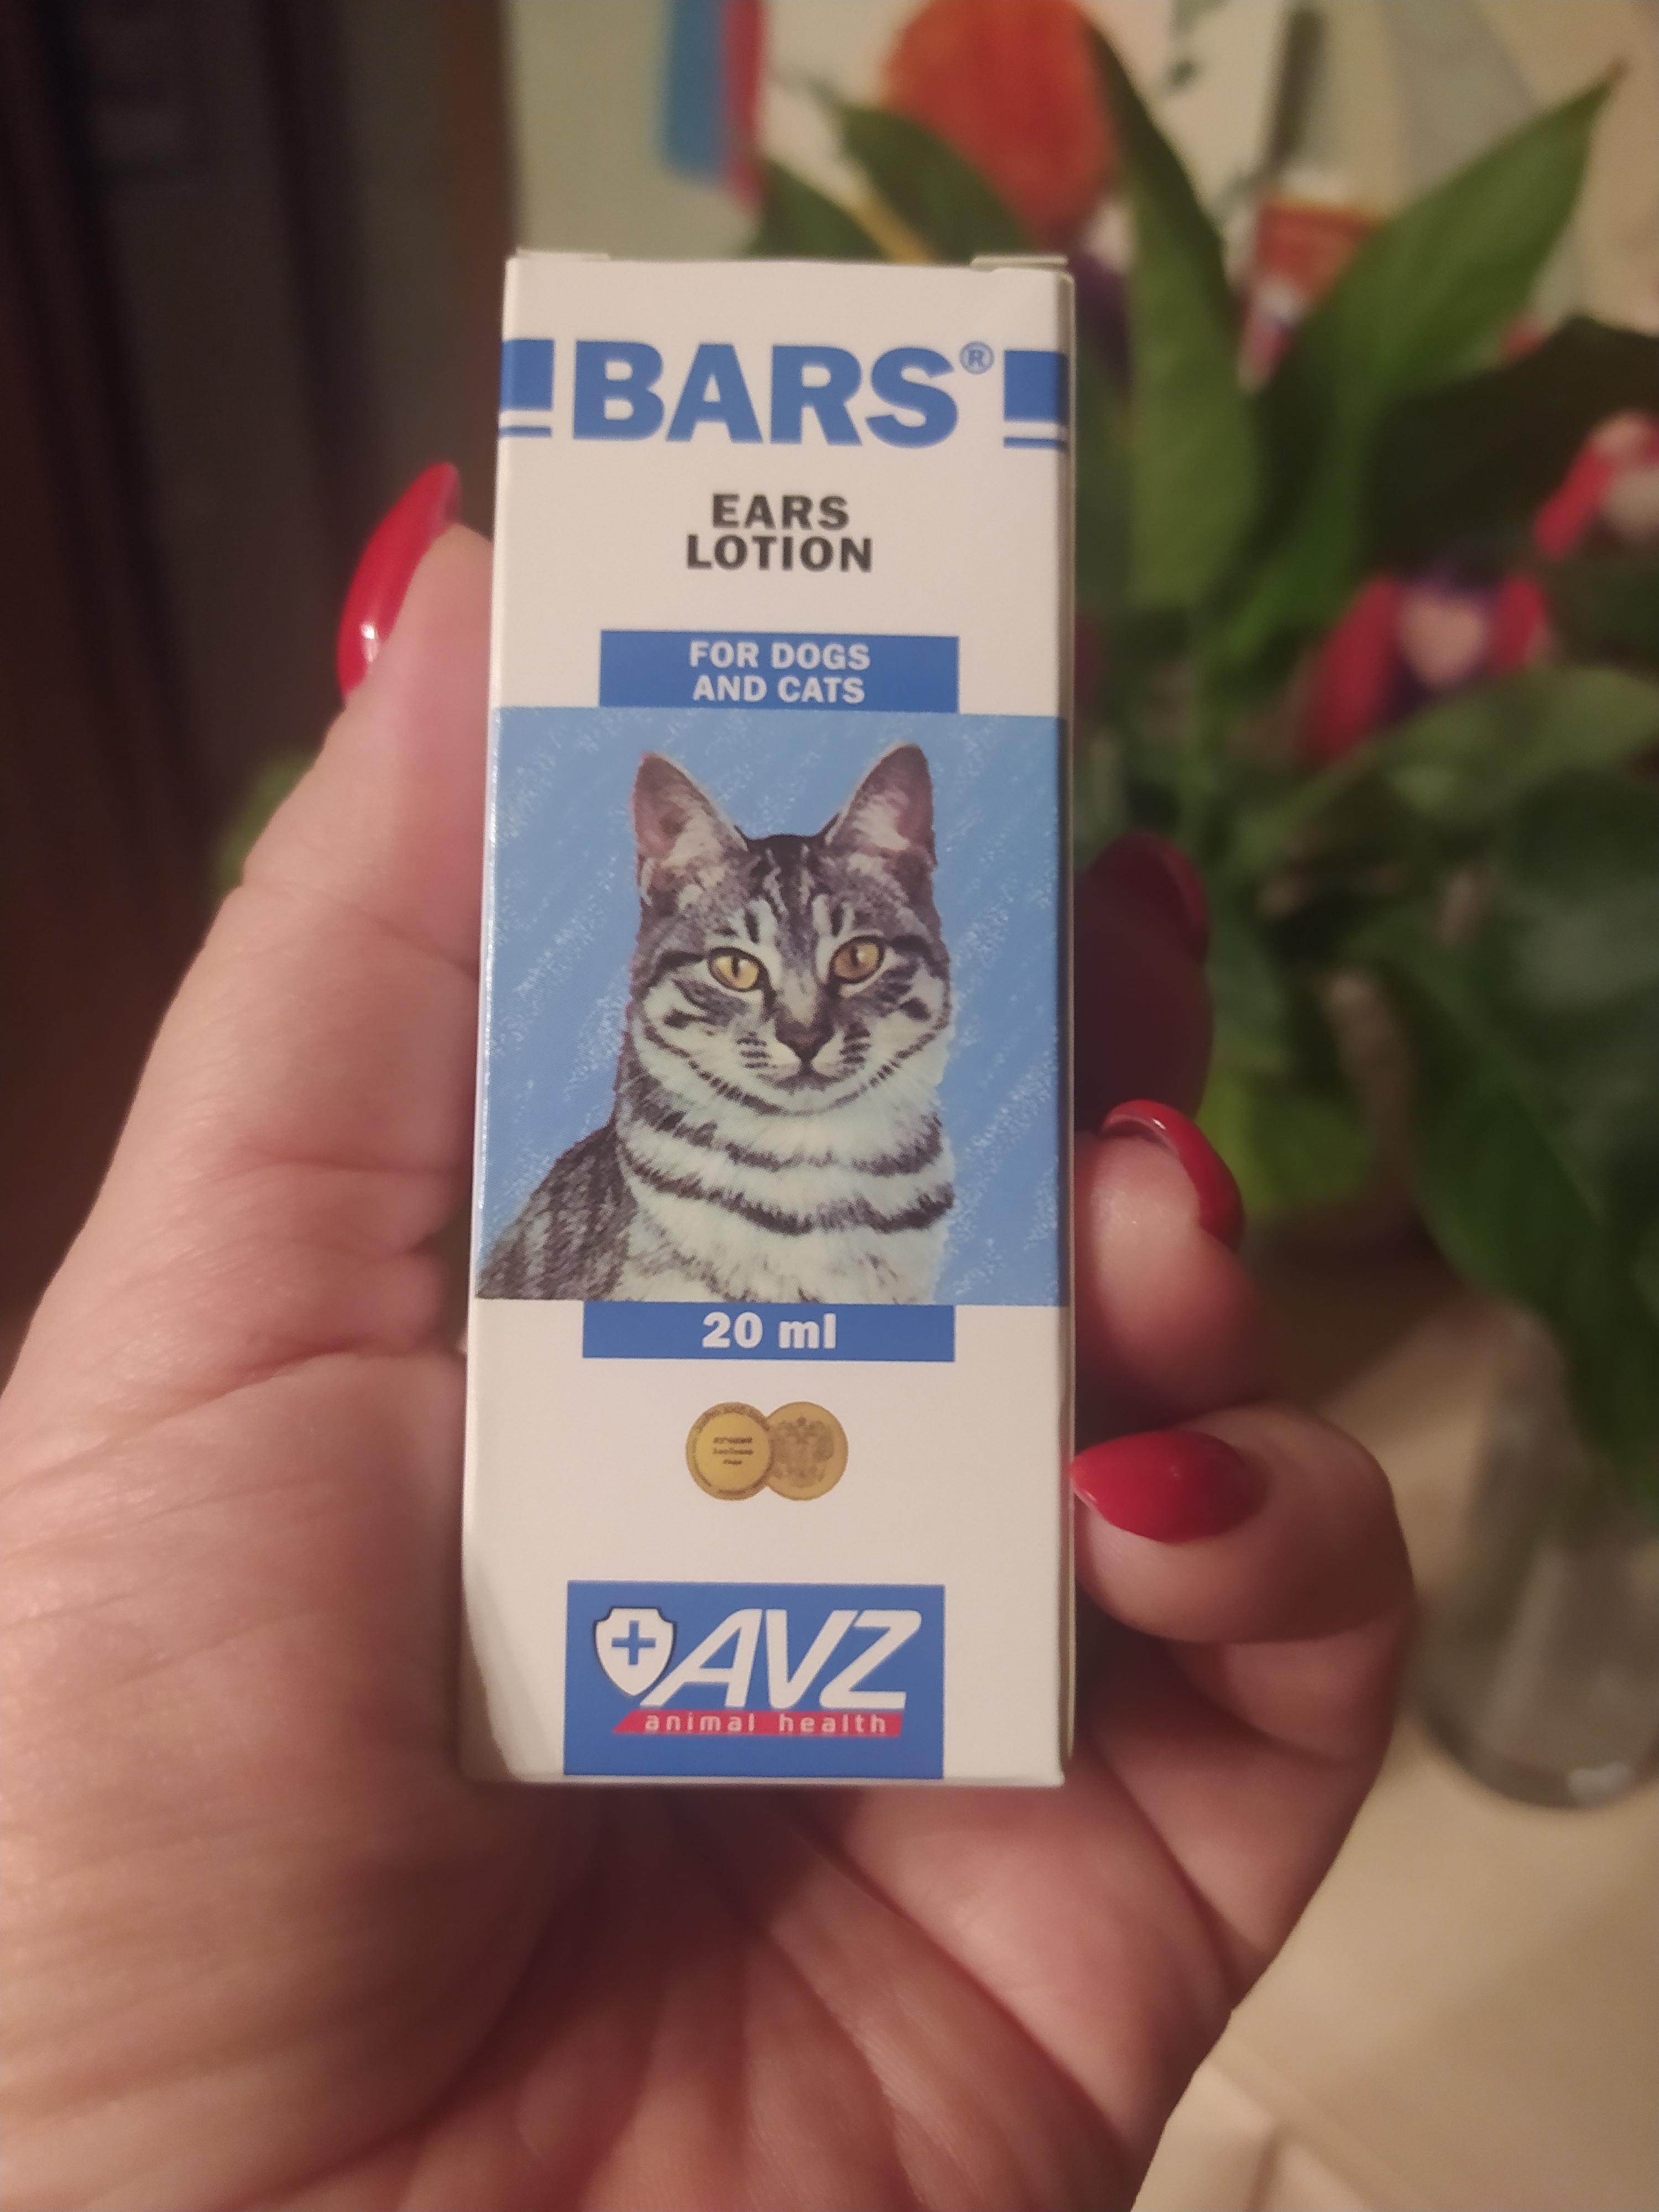 BARS®
EARS
LOTION
FOR DOGS
AND CATS
20 ml
AVZ
animal health